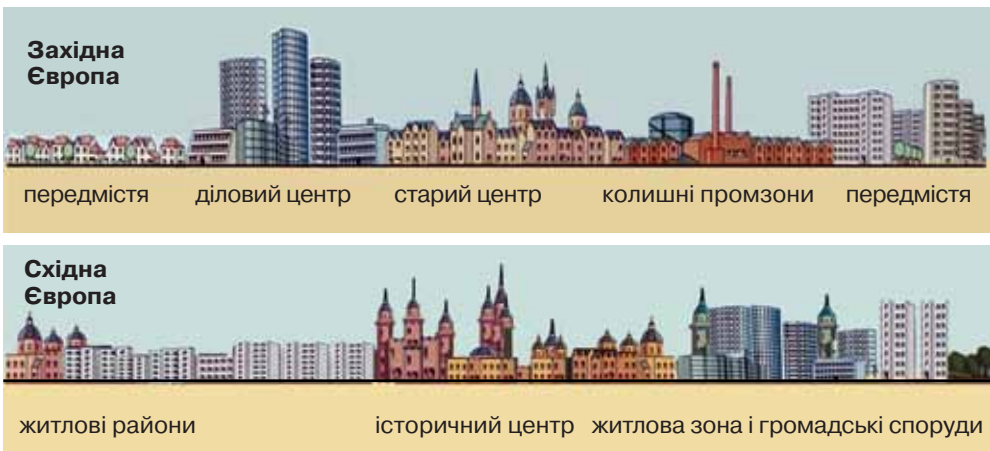 Західна
Європа
передмістя діловий центр старий центр колишні промзони передмістя
Східна
Європа
житлові райони історичний центр житлова зона і громадські споруди